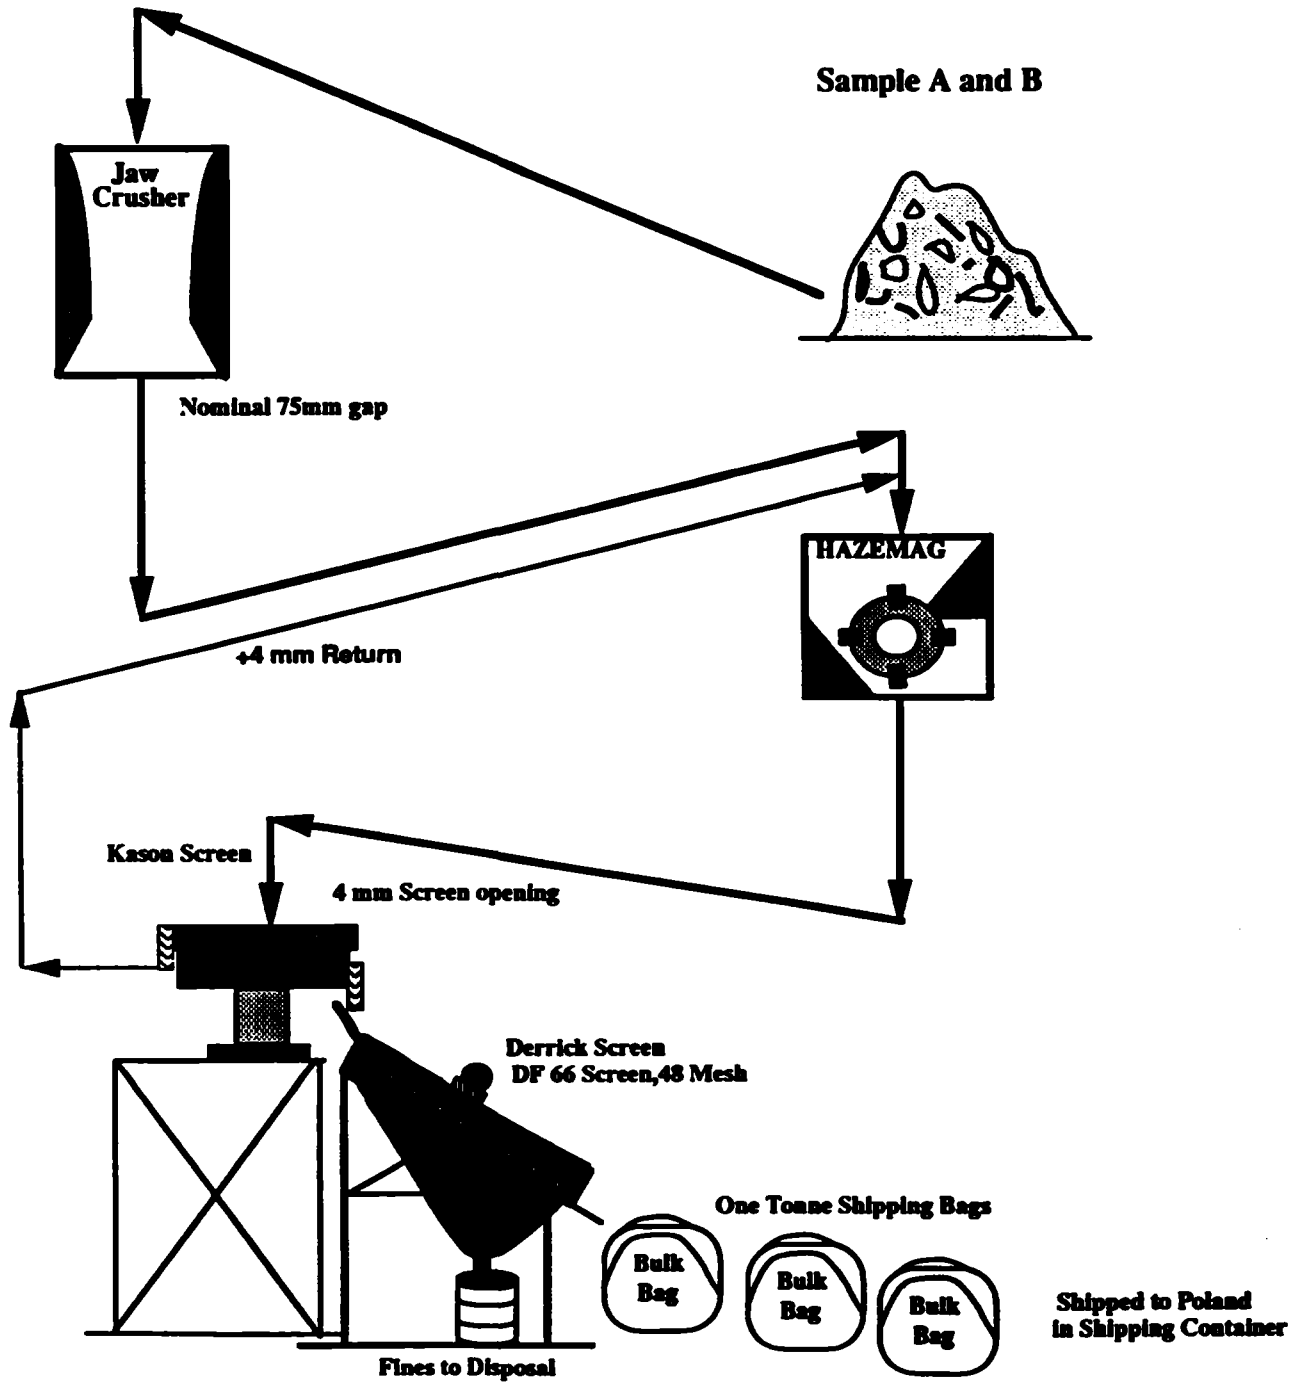 Sample A and B
Jaw
Crusher
Nominal 75mm gap
HAZEMAG
+4 mm Return
Kason Screen
4 mm Screen opening
Derrick Screen
DF 66 Screen,48 Mesh
One Tonne Shipping Bags
Bulk
Bag
Bulk
Bag
Bulk
Bag
Shipped to Poland
in Shipping Container
Fines to Disposal